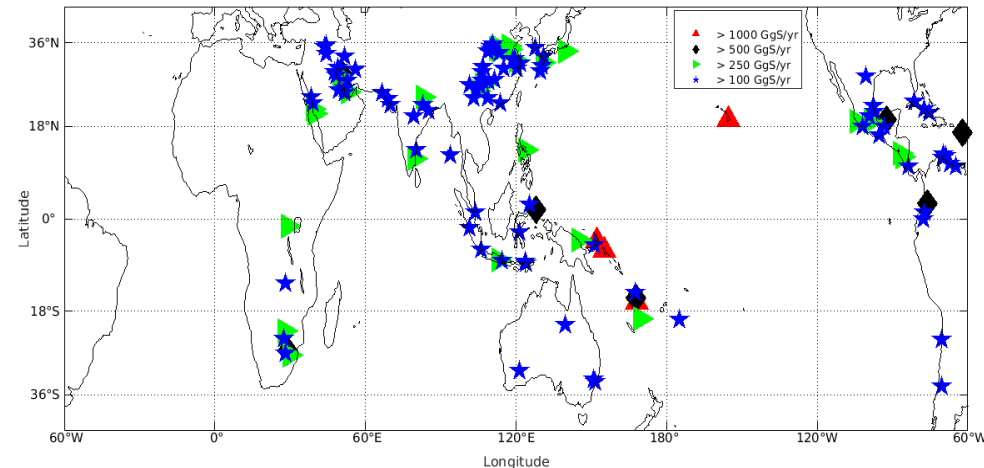 > 1000 GgS/yr
> 500 GgS/yr
> 250 GgS/yr
> 100 GgS/yr
36°N
18°N
0°
18°S
36°S
Latitude
60°W
0°
60°E
120°E
180°
120°W
60°W
Longitude